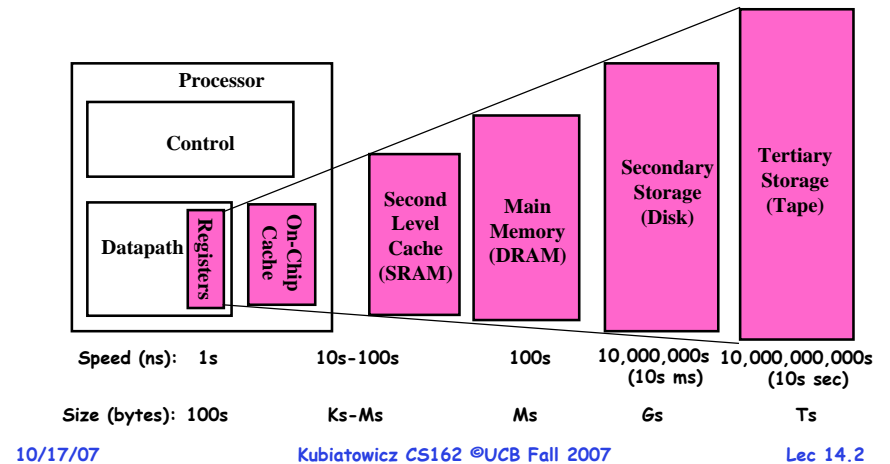 Processor
Control
Datapath
Registers
On-Chip
Cache
Second
Level
Cache
(SRAM)
Main
Memory
(DRAM)
Secondary
Storage
(Disk)
Tertiary
Storage
(Tape)
Speed (ns): 1s 10s-100s 100s 10,000,000s 10,000,000,000s
(10s ms) (10s sec)
Size (bytes): 100s Ks-Ms Ms Gs Ts
10/17/07 Kubiatowicz CS162 ©UCB Fall 2007 Lec 14.2